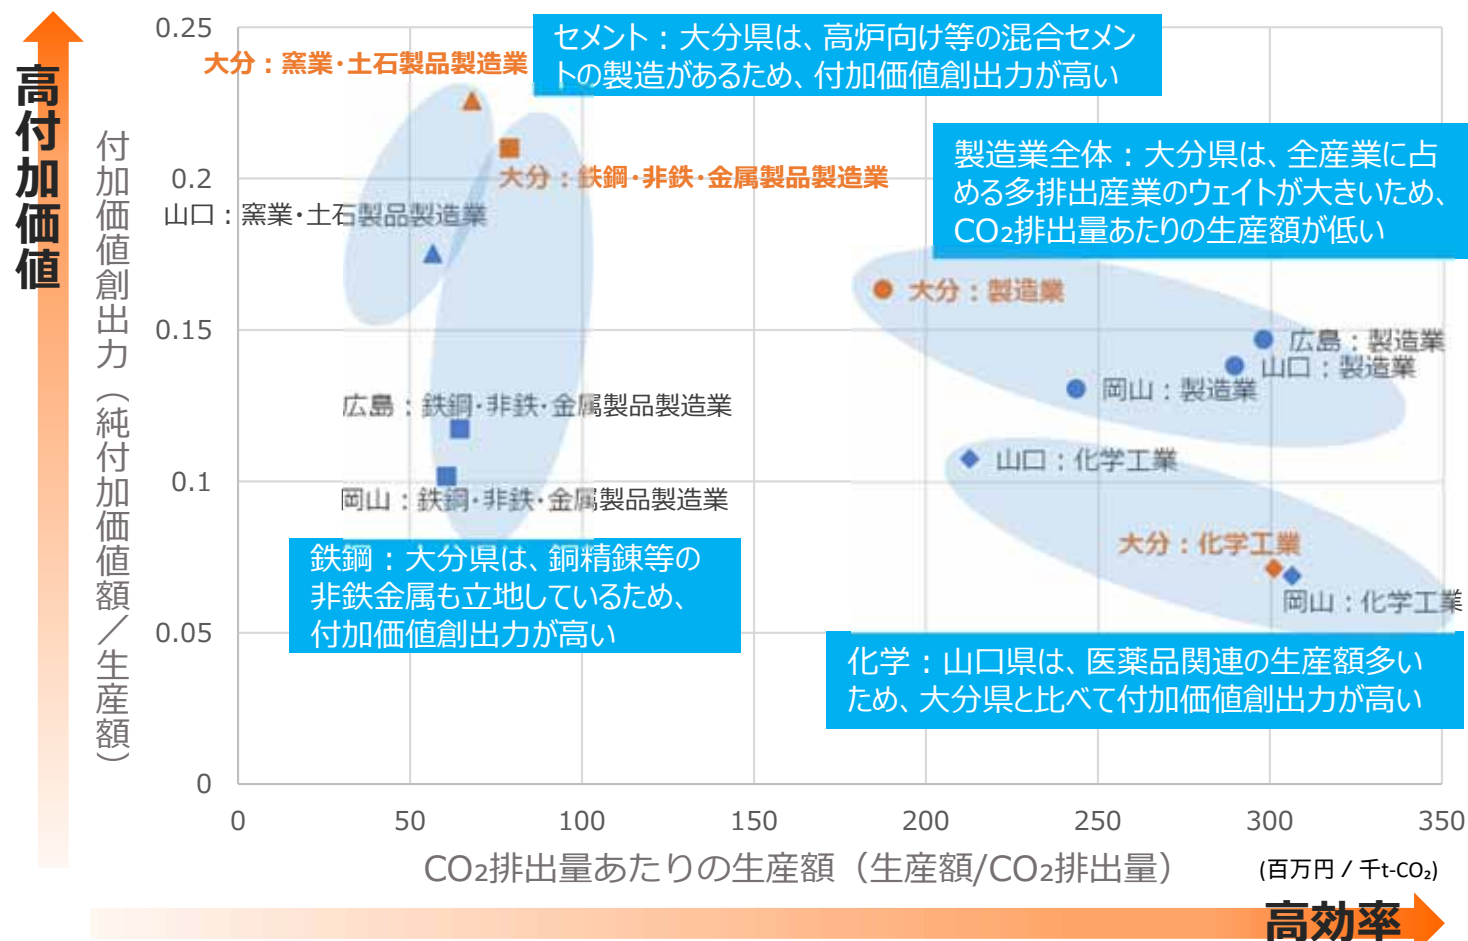 高付加価値
付加価値創出力（純付加価値額／生産額）
0.25
0.2
0.15
0.1
0.05
0
大分：窯業・土石製品製造業
セメント：大分県は、高炉向け等の混合セメン
トの製造があるため、付加価値創出力が高い
大分：鉄鋼・非鉄・金属製品製造業
山口：窯業・土石製品製造業
製造業全体：大分県は、全産業に占
める多排出産業のウェイトが大きいため、
CO₂排出量あたりの生産額が低い
大分：製造業
広島：製造業
山口：製造業
岡山：製造業
広島：鉄鋼・非鉄・金属製品製造業
山口：化学工業
岡山：鉄鋼・非鉄・金属製品製造業
大分：化学工業
岡山：化学工業
鉄鋼：大分県は、銅精錬等の
非鉄金属も立地しているため、
付加価値創出力が高い
化学：山口県は、医薬品関連の生産額多い
ため、大分県と比べて付加価値創出力が高い
0
50
100
150
200
250
300
350
CO₂排出量あたりの生産額（生産額/CO₂排出量）
(百万円 / 千t-CO₂)
高効率